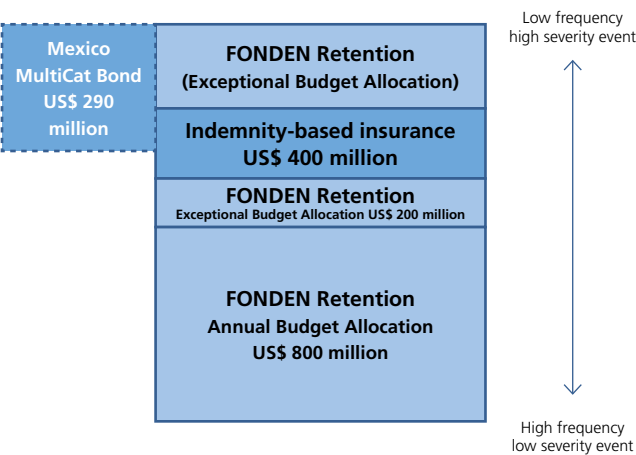 Mexico
MultiCat Bond
US$ 290
million
FONDEN Retention
(Exceptional Budget Allocation)
Indemnity-based insurance
US$ 400 million
FONDEN Retention
Exceptional Budget Allocation US$ 200 million
FONDEN Retention
Annual Budget Allocation
US$ 800 million
Low frequency
high severity event
High frequency
low severity event